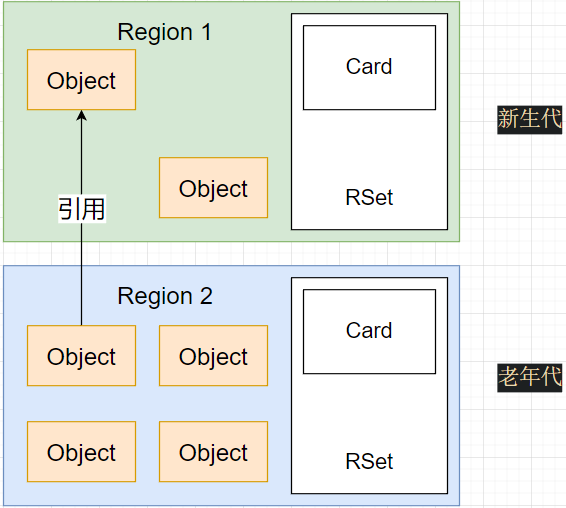 Region 1
Object
Card
新生代
Object
RSet
引用
Region 2
Object
Object
Card
老年代
Object
Object
RSet